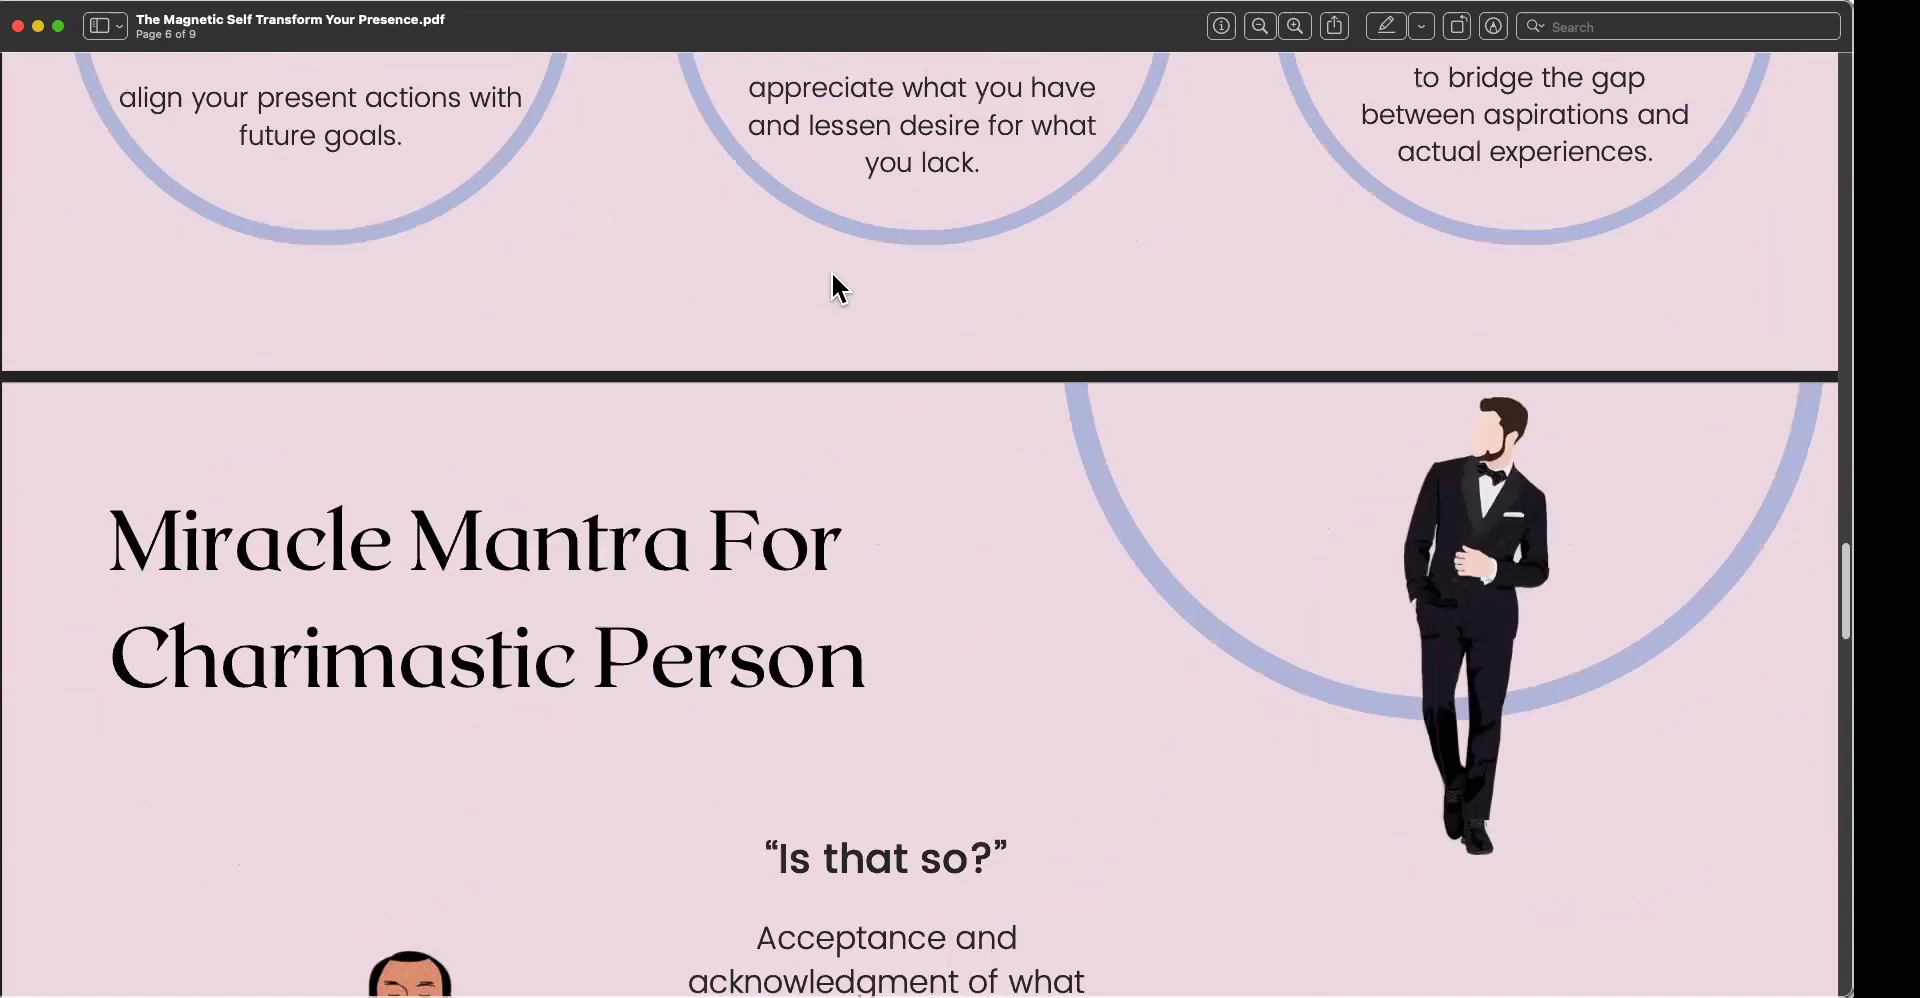 The Magnetic Self Transform Your Presence.pdf
Page 6 of 9
Search
align your present actions with
future goals.
appreciate what you have
and lessen desire for what
you lack.
to bridge the gap
between aspirations and
actual experiences.
Miracle Mantra For
Charimastic Person
“Is that so?”
Acceptance and
acknowledgment of what